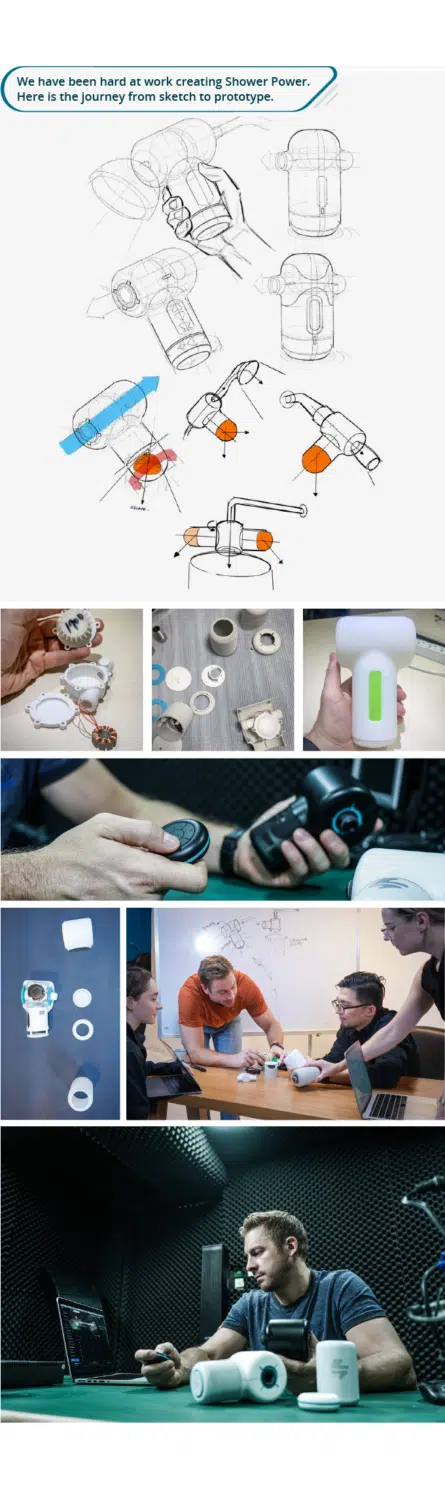 We have been hard at work creating Shower Power.
Here is the journey from sketch to prototype.